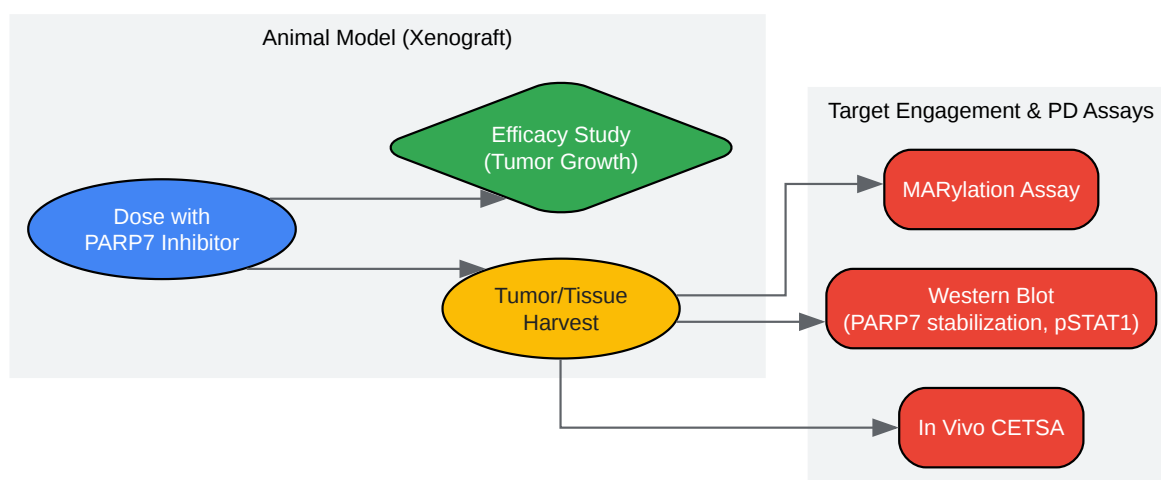 Animal Model (Xenograft)
Efficacy Study
(Tumor Growth)
Dose with
PARP7 Inhibitor
Tumor/Tissue
Harvest
Target Engagement & PD Assays
MARylation Assay
Western Blot
(PARP7 stabilization, pSTAT1)
In Vivo CETSA